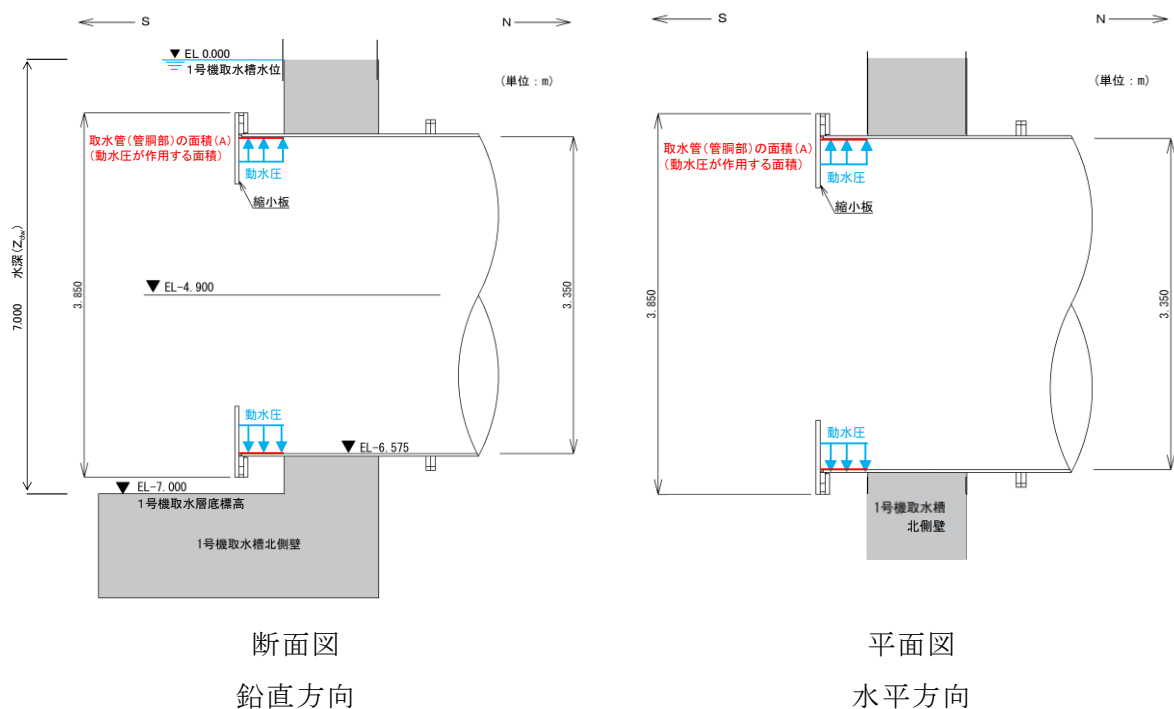 S
N
EL 0.000
1号機取水槽水位
(単位：m)
取水管(管胴部)の面積(A)
(動水圧が作用する面積)
動水圧
縮小板
水深(Zdw)
7.000
3.850
EL-4.900
3.350
動水圧
EL-6.575
EL-7.000
1号機取水層底標高
1号機取水槽北側壁
断面図
鉛直方向
S
N
(単位：m)
取水管(管胴部)の面積(A)
(動水圧が作用する面積)
動水圧
縮小板
3.850
3.350
動水圧
1号機取水槽
北側壁
平面図
水平方向